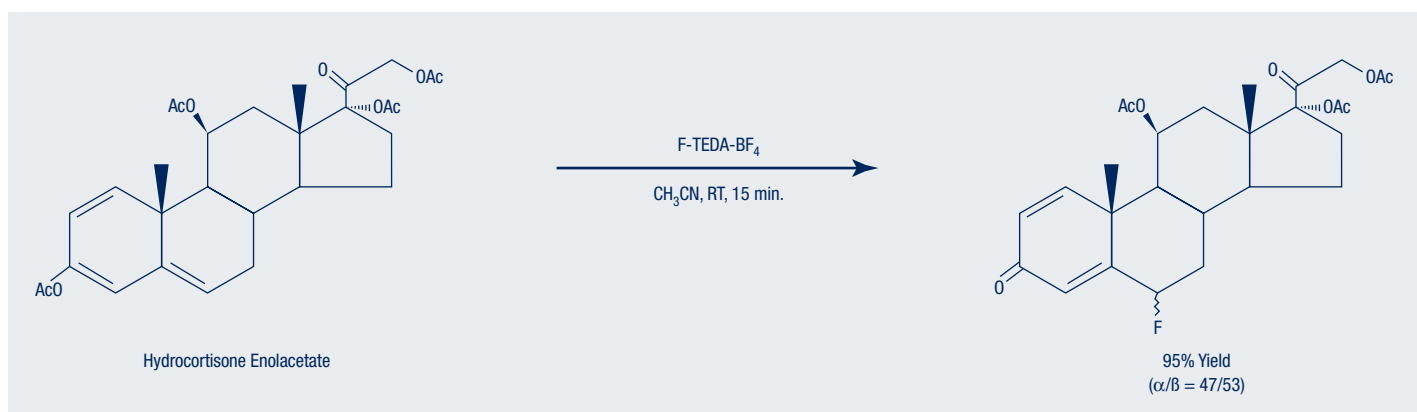 O
OAc
AcO
OAc
AcO
Hydrocortisone Enolacetate
F-TEDA-BF₄
CH₃CN, RT, 15 min.
O
OAc
AcO
OAc
O
F
95% Yield
(α/ß = 47/53)